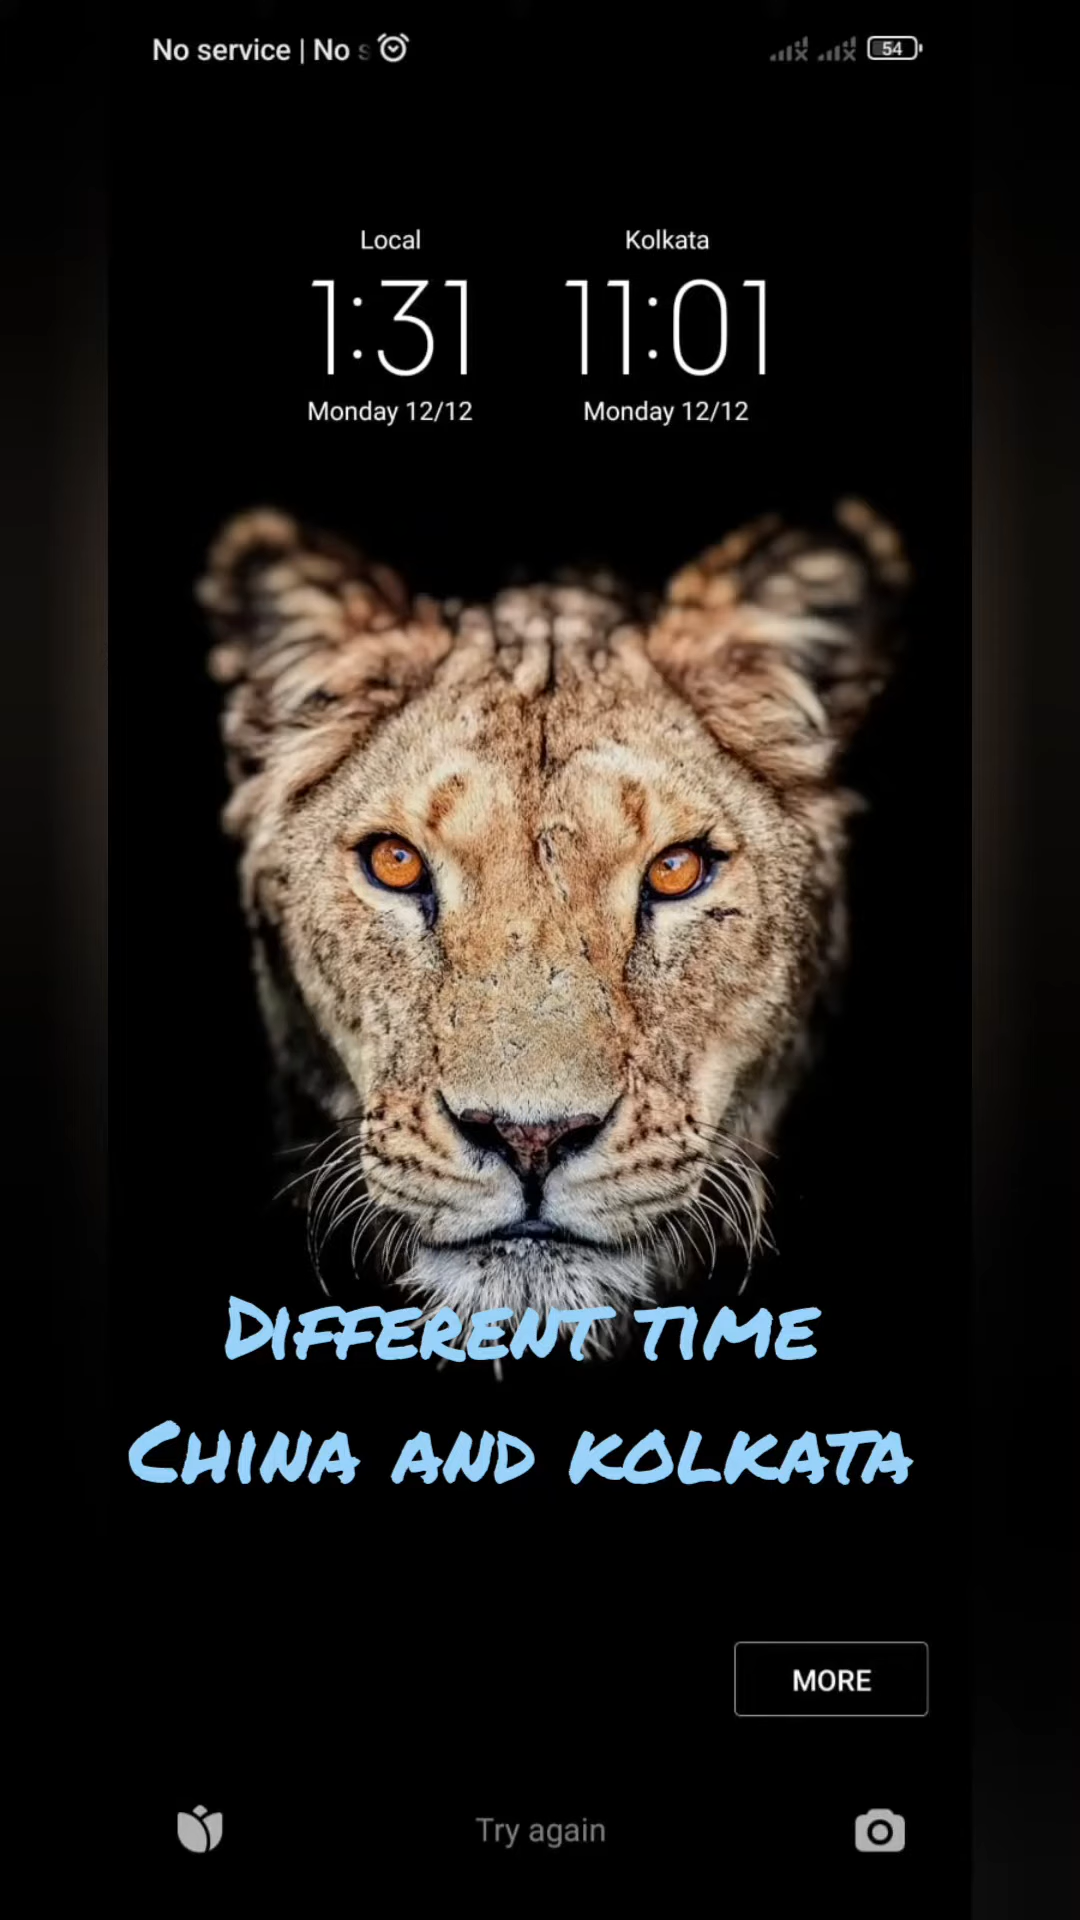 No service | No
54
Local Kolkata
1:31 11:01
Monday 12/12 Monday 12/12
DIFFERENT TIME
CHINA AND KOLKATA
MORE
Try again